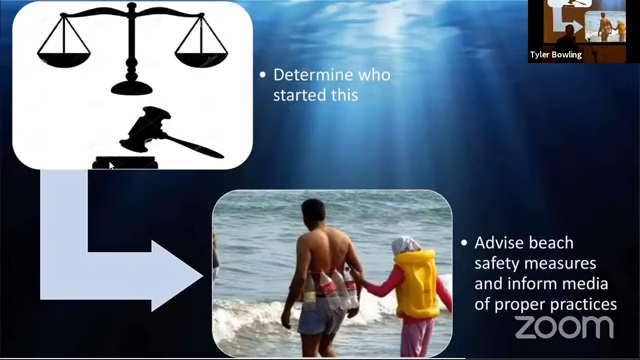 Tyler Bowling
• Determine who
started this
• Advise beach
safety measures
and inform media
of proper practices
zoom